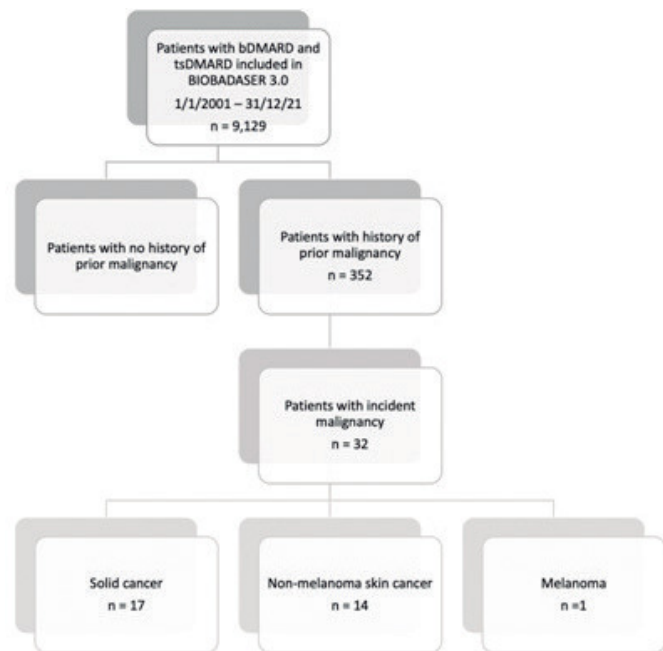 Patients with bDMARD and
tsDMARD included in
BIOBADASER 3.0
1/1/2001 – 31/12/21
n = 9,129
Patients with no history of
prior malignancy
Patients with history of
prior malignancy
n = 352
Patients with incident
malignancy
n = 32
Solid cancer
n = 17
Non-melanoma skin cancer
n = 14
Melanoma
n =1